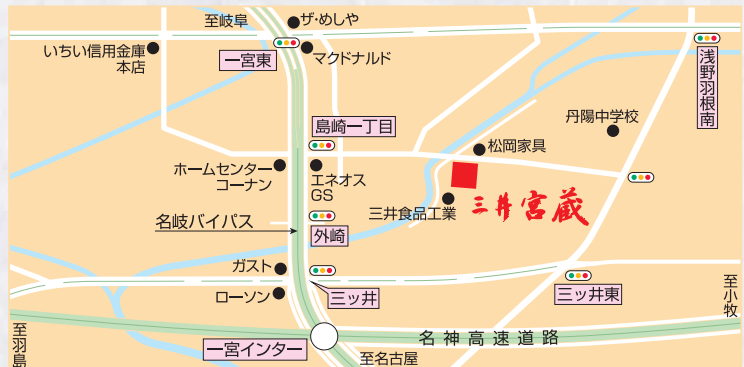 至岐阜
ザ・めしや
いちい信用金庫
本店
一宮東
マクドナルド
浅野羽根南
島崎一丁目
丹陽中学校
松岡家具
ホームセンター
コーナン
エネオス
GS
三井食品工業
三井宮蔵
名岐バイパス
外崎
ガスト
三ッ井
三ッ井東
至小牧
ローソン
至羽島
一宮インター
名神高速道路
至名古屋